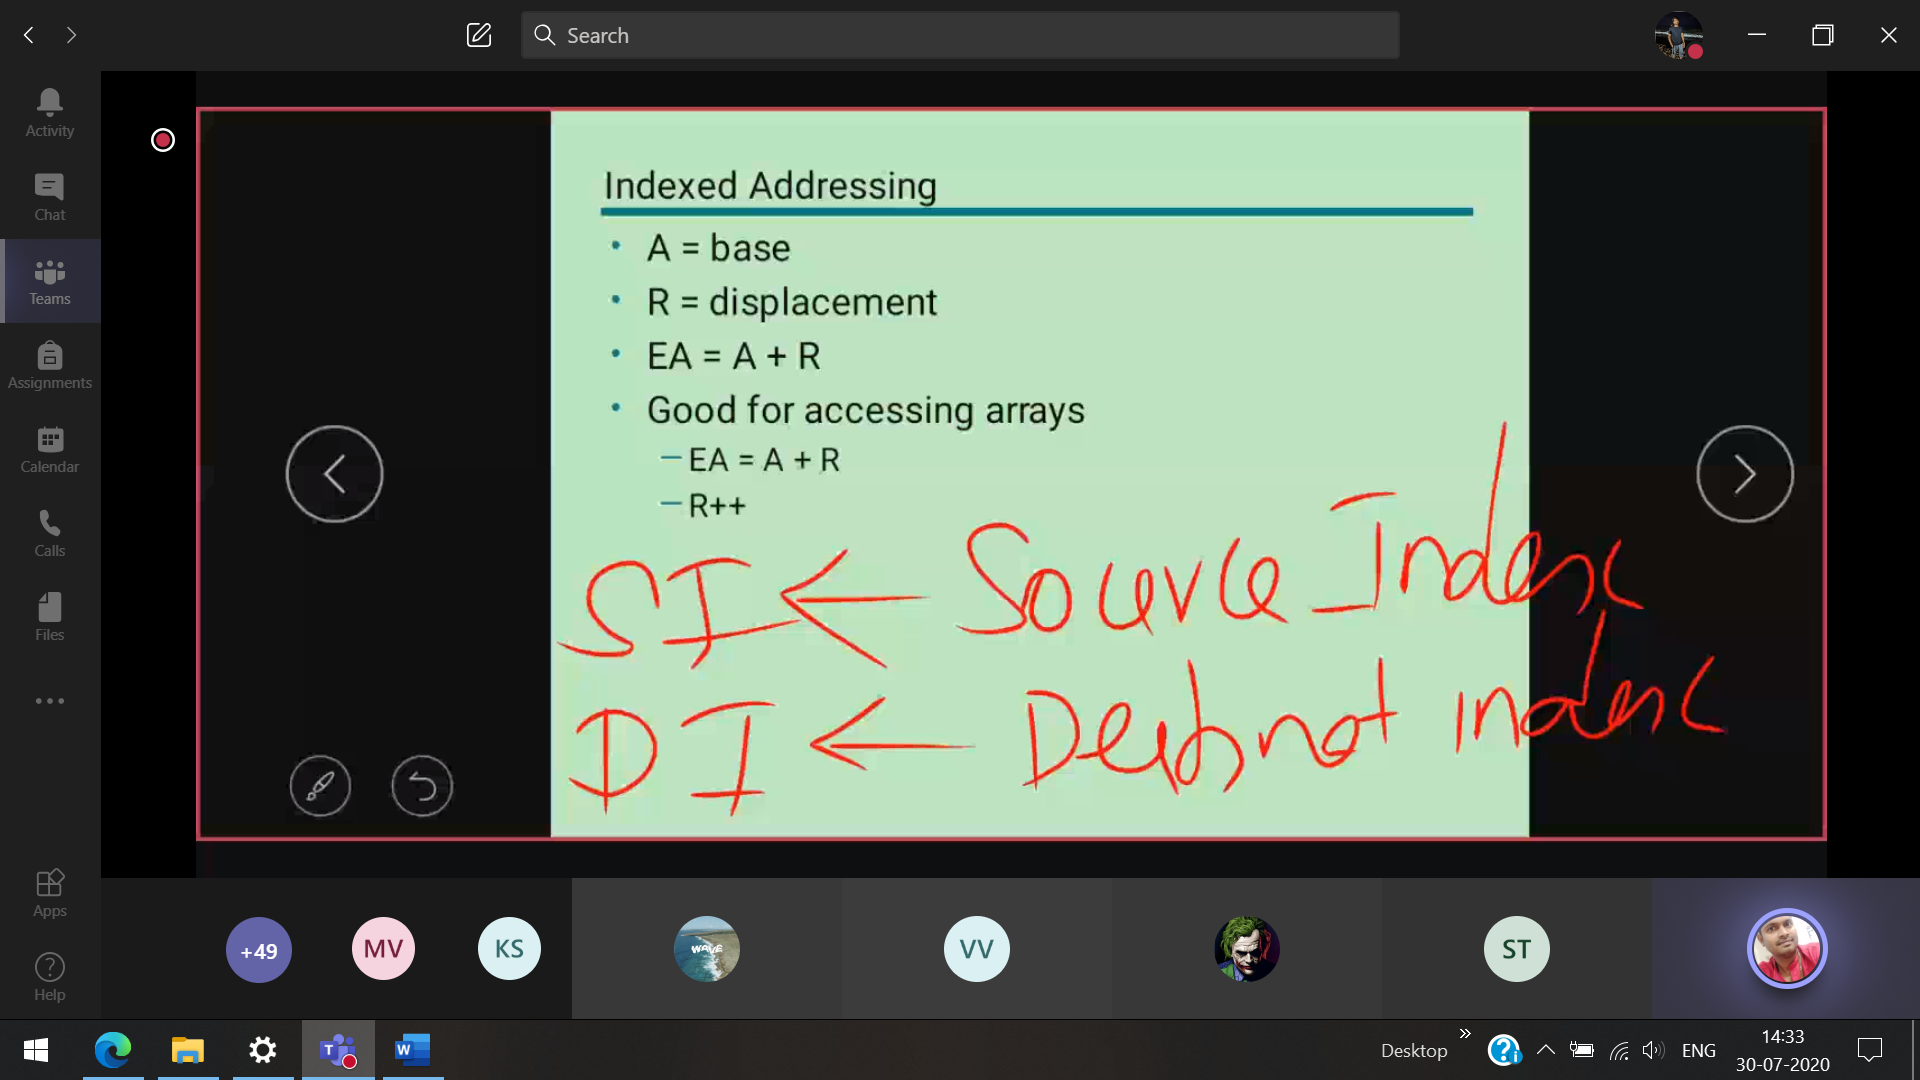 Search
Activity
Chat
Teams
Assignments
Calendar
Calls
Files
Apps
Help
Indexed Addressing
• A = base
• R = displacement
• EA = A + R
• Good for accessing arrays
– EA = A + R
– R++
SI ← Source Index
DI ← index
+49
MV
KS
WAVE
VV
ST
Desktop
ENG
14:33
30-07-2020